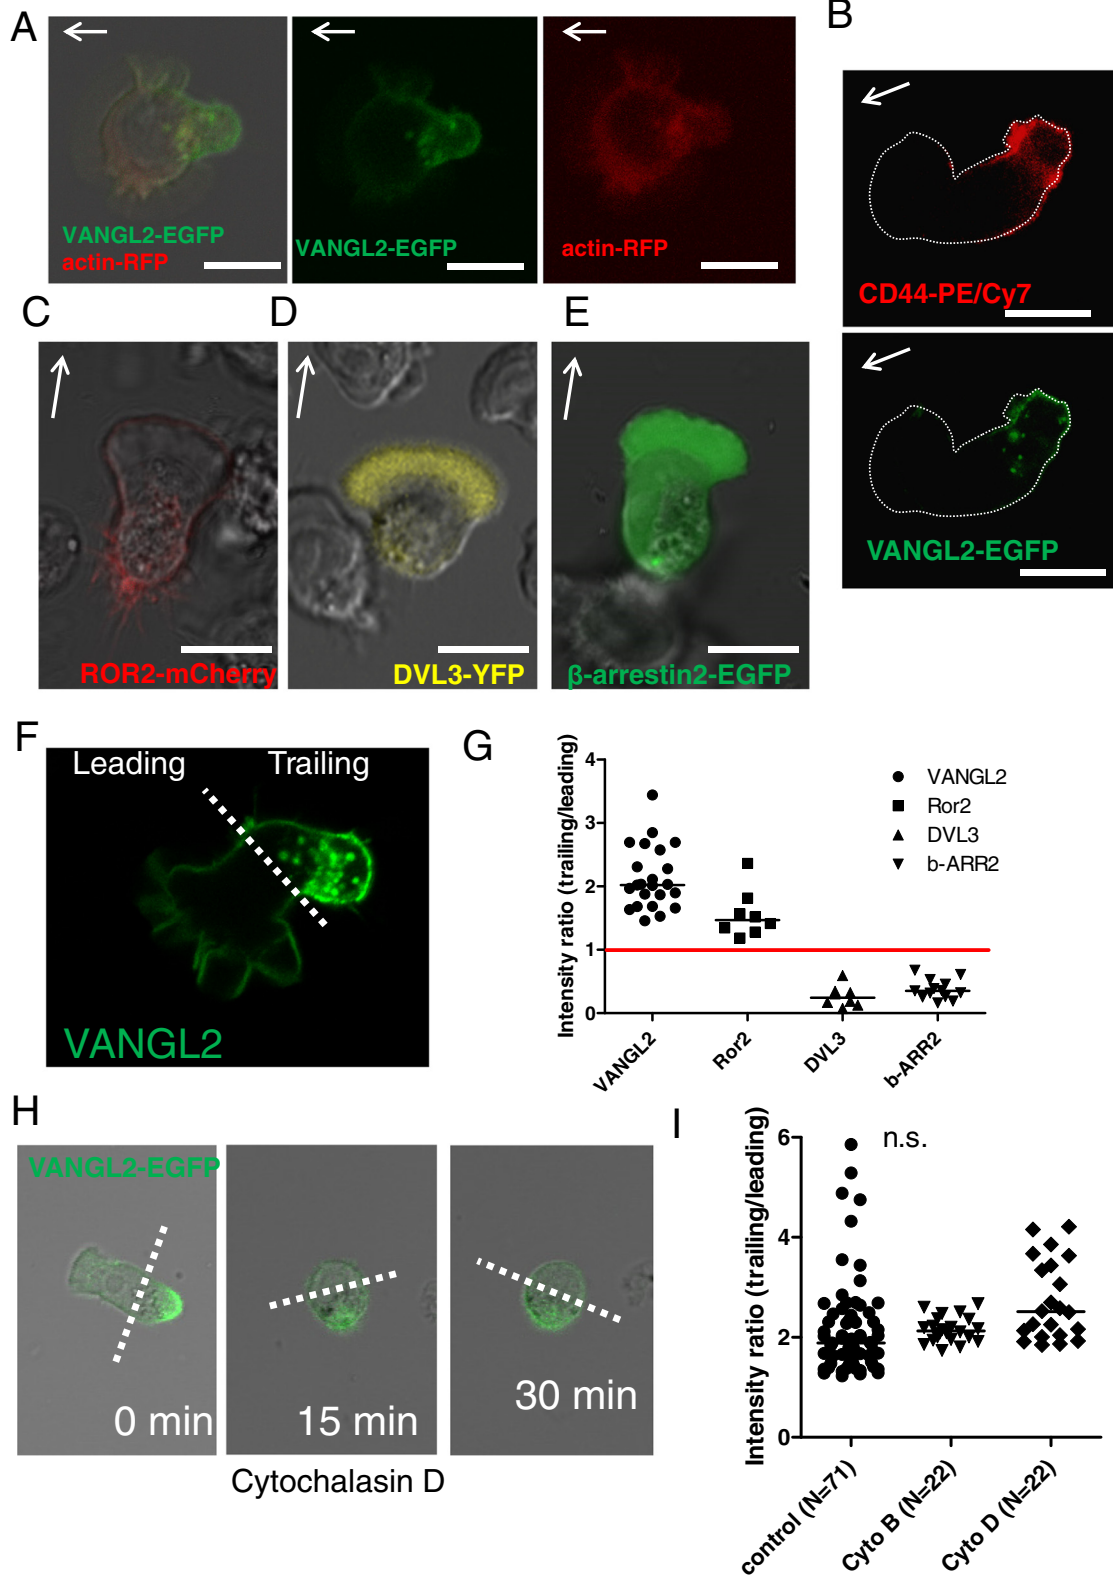 A
B
VANGL2-EGFP
actin-RFP
VANGL2-EGFP
actin-RFP
CD44-PE/Cy7
VANGL2-EGFP
C
D
E
ROR2-mCherry
DVL3-YFP
β-arrestin2-EGFP
F
Leading Trailing
VANGL2
G
Intensity ratio (trailing/leading)
4
3
2
1
0
VANGL2
Ror2
DVL3
b-ARR2
VANGL2
Ror2
DVL3
b-ARR2
H
VANGL2-EGFP
0 min
15 min
30 min
Cytochalasin D
I
n.s.
Intensity ratio (trailing/leading)
6
4
2
0
control (N=71)
Cyto B (N=22)
Cyto D (N=22)